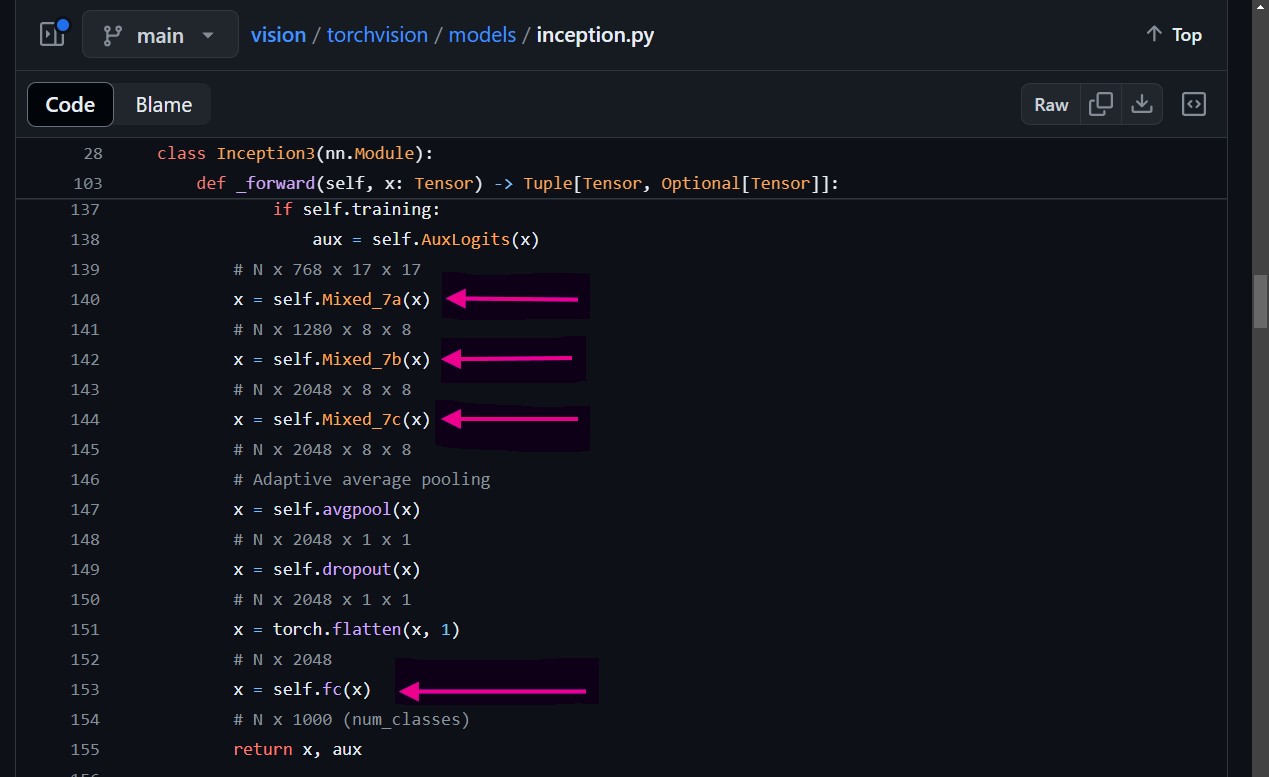 main vision / torchvision / models / inception.py Top
Code Blame Raw
28 class Inception3(nn.Module):
103 def _forward(self, x: Tensor) -> Tuple[Tensor, Optional[Tensor]]:
137 if self.training:
138 aux = self.AuxLogits(x)
139 # N x 768 x 17 x 17
140 x = self.Mixed_7a(x)
141 # N x 1280 x 8 x 8
142 x = self.Mixed_7b(x)
143 # N x 2048 x 8 x 8
144 x = self.Mixed_7c(x)
145 # N x 2048 x 8 x 8
146 # Adaptive average pooling
147 x = self.avgpool(x)
148 # N x 2048 x 1 x 1
149 x = self.dropout(x)
150 # N x 2048 x 1 x 1
151 x = torch.flatten(x, 1)
152 # N x 2048
153 x = self.fc(x)
154 # N x 1000 (num_classes)
155 return x, aux
156